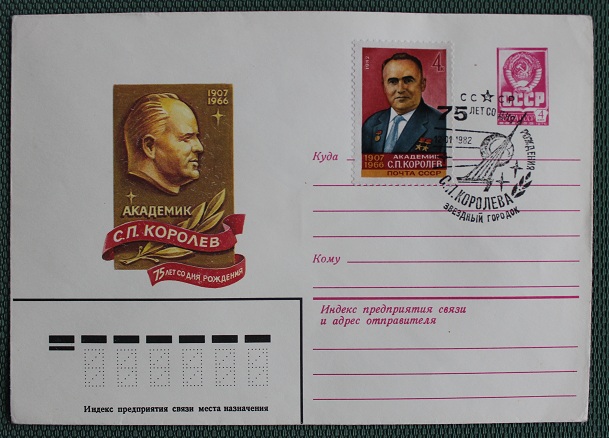 1907
1966
АКАДЕМИК
С.П. КОРОЛЕВ
75 ЛЕТ СО ДНЯ РОЖДЕНИЯ
1982
4
1907
1966
АКАДЕМИК
С.П. КОРОЛЕВ
ПОЧТА СССР
СССР
4
СССР
75 ЛЕТ СО
РОЖДЕНИЯ
1982
С.П. КОРОЛЕВА
ЗВЕЗДНЫЙ ГОРОДОК
Куда
Кому
Индекс предприятия связи
и адрес отправителя
Индекс предприятия связи места назначения